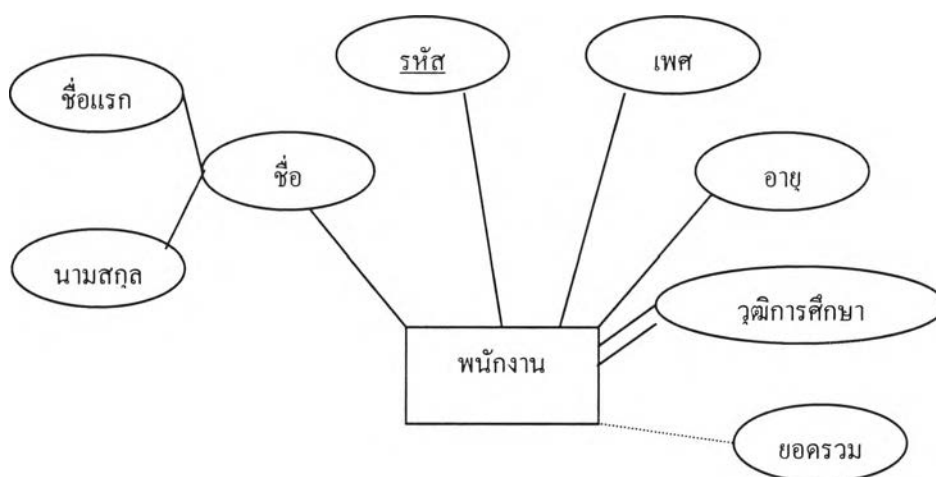 รหัส
เพศ
ชื่อแรก
ชื่อ
อายุ
นามสกุล
วุฒิการศึกษา
พนักงาน
ยอดรวม